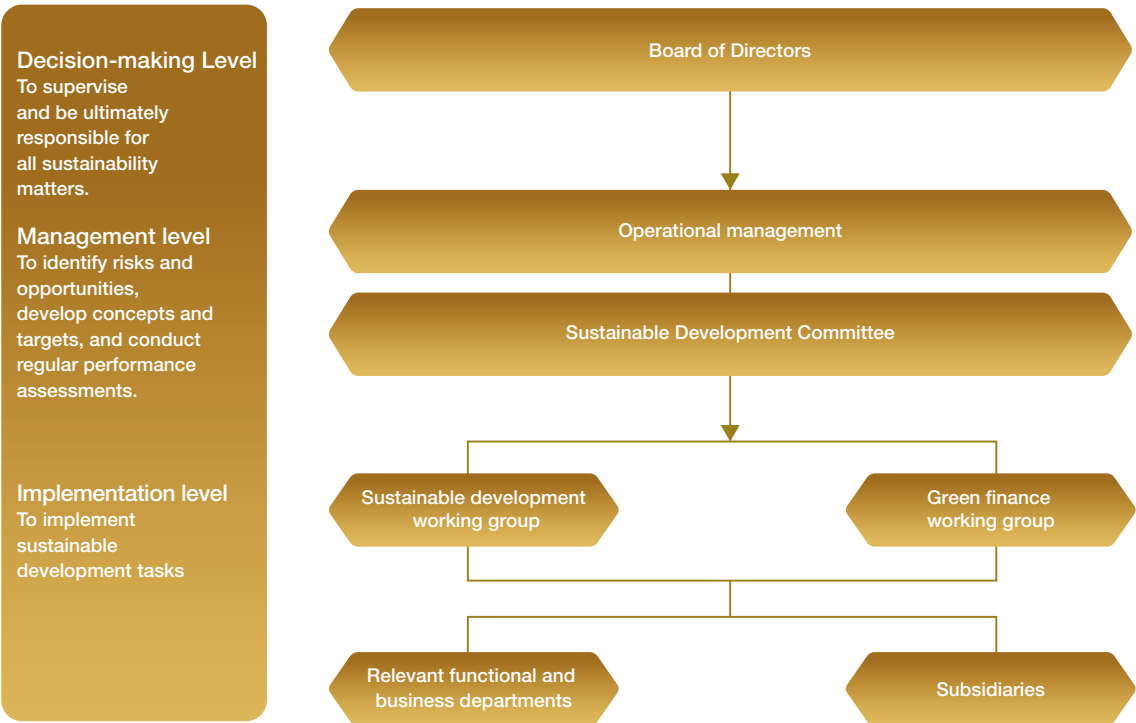 Decision-making Level
To supervise
and be ultimately
responsible for
all sustainability
matters.
Management level
To identify risks and
opportunities,
develop concepts and
targets, and conduct
regular performance
assessments.
Implementation level
To implement
sustainable
development tasks
Board of Directors
Operational management
Sustainable Development Committee
Sustainable development
working group
Green finance
working group
Relevant functional and
business departments
Subsidiaries